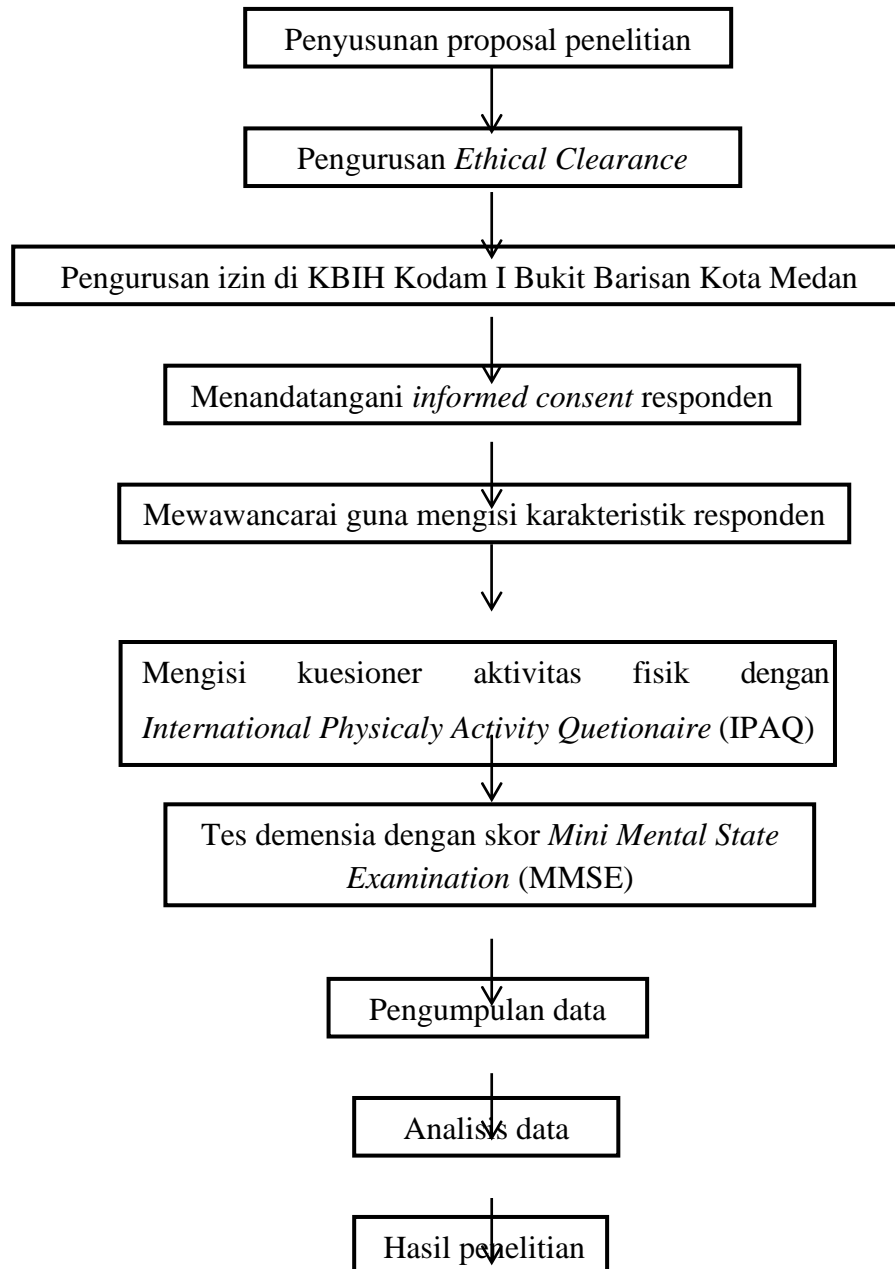 Penyusunan proposal penelitian
Pengurusan Ethical Clearance
Pengurusan izin di KBIH Kodam I Bukit Barisan Kota Medan
Menandatangani informed consent responden
Mewawancarai guna mengisi karakteristik responden
Mengisi kuesioner aktivitas fisik dengan
International Physicaly Activity Quetionaire (IPAQ)
Tes demensia dengan skor Mini Mental State
Examination (MMSE)
Pengumpulan data
Analisis data
Hasil penelitian